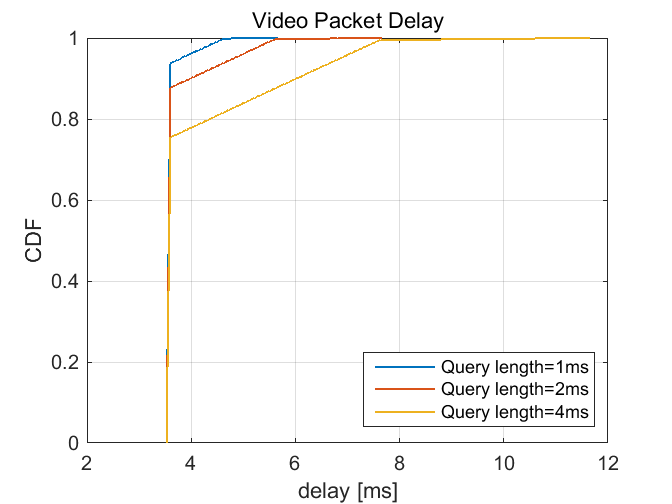 Video Packet Delay
1
0.8
0.6
0.4
0.2
0
CDF
2
4
6
8
10
12
delay [ms]
Query length=1ms
Query length=2ms
Query length=4ms